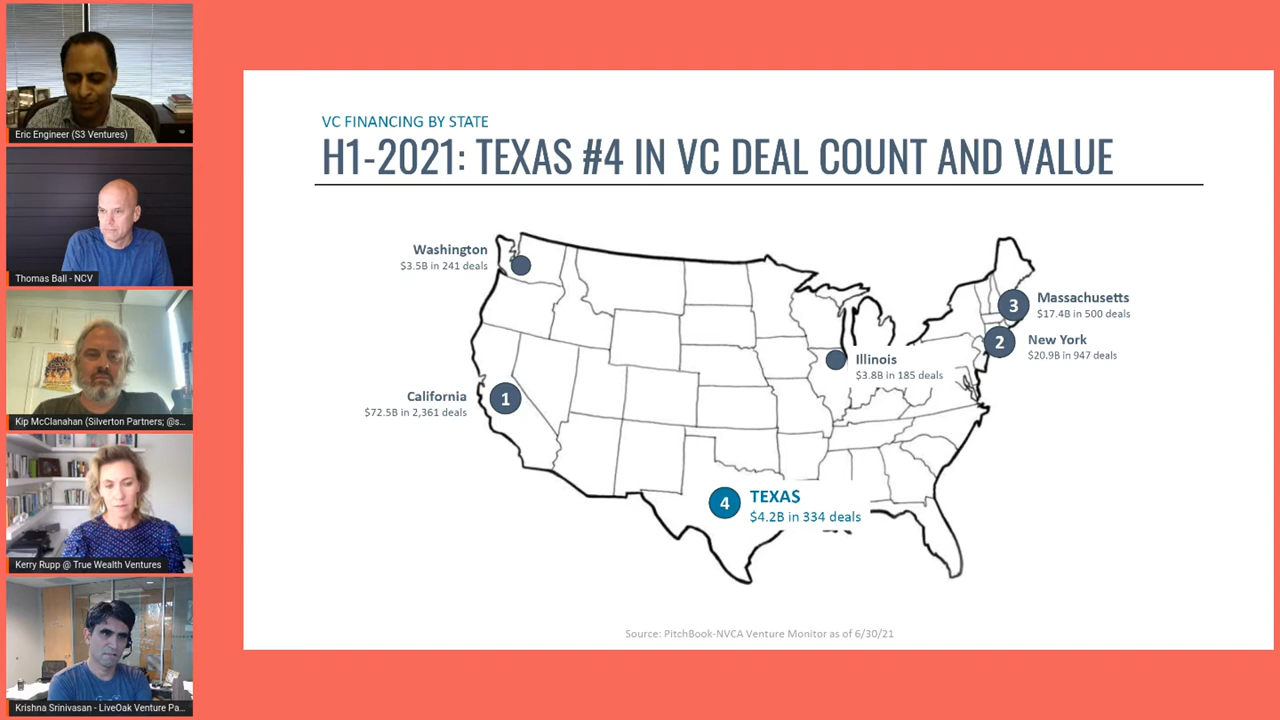 Eric Engineer (S3 Ventures)
Thomas Ball - NCV
Kip McClanahan (Silverton Partners; @s...
Kerry Rupp @ True Wealth Ventures
Krishna Srinivasan - LiveOak Venture Pa...
VC FINANCING BY STATE
H1-2021: TEXAS #4 IN VC DEAL COUNT AND VALUE
Washington
$3.5B in 241 deals
3
Massachusetts
$17.4B in 500 deals
2
New York
$20.9B in 947 deals
Illinois
$3.8B in 185 deals
California
$72.5B in 2,361 deals
1
4
TEXAS
$4.2B in 334 deals
Source: PitchBook-NVCA Venture Monitor as of 6/30/21